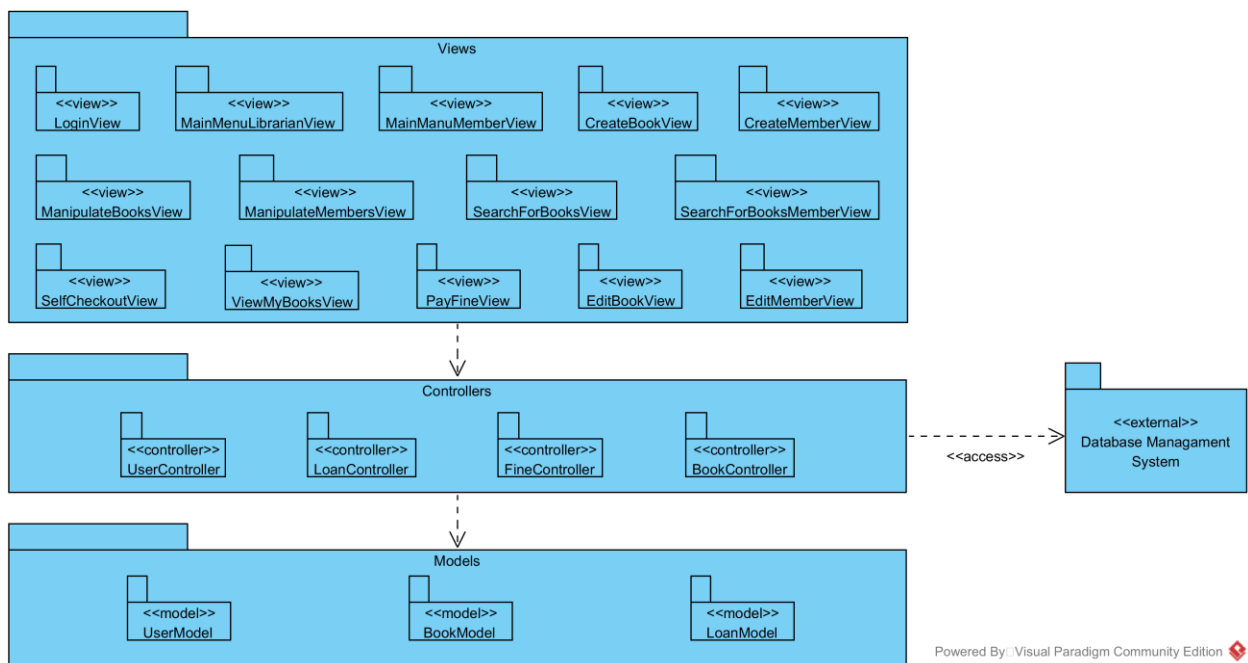 Views
<<view>>
LoginView
<<view>>
MainMenuLibrarianView
<<view>>
MainManuMemberView
<<view>>
CreateBookView
<<view>>
CreateMemberView
<<view>>
ManipulateBooksView
<<view>>
ManipulateMembersView
<<view>>
SearchForBooksView
<<view>>
SearchForBooksMemberView
<<view>>
SelfCheckoutView
<<view>>
ViewMyBooksView
<<view>>
PayFineView
<<view>>
EditBookView
<<view>>
EditMemberView
Controllers
<<controller>>
UserController
<<controller>>
LoanController
<<controller>>
FineController
<<controller>>
BookController
<<access>>
<<external>>
Database Managament
System
Models
<<model>>
UserModel
<<model>>
BookModel
<<model>>
LoanModel
Powered By Visual Paradigm Community Edition